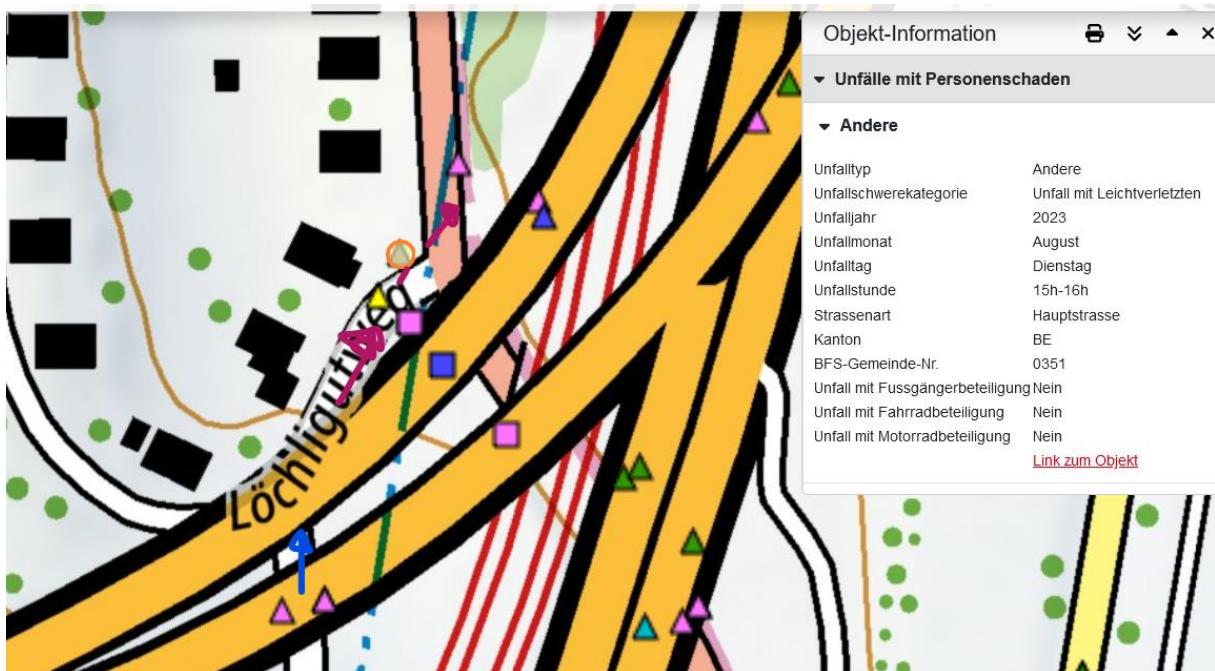 Objekt-Information
Unfälle mit Personenschaden
Andere
Unfalltyp Andere
Unfallschwerekategorie Unfall mit Leichtverletzten
Unfalljahr 2023
Unfallmonat August
Unfalltag Dienstag
Unfallstunde 15h-16h
Strassenart Hauptstrasse
Kanton BE
BFS-Gemeinde-Nr. 0351
Unfall mit Fussgängerbeteiligung Nein
Unfall mit Fahrradbeteiligung Nein
Unfall mit Motorradbeteiligung Nein
Link zum Objekt